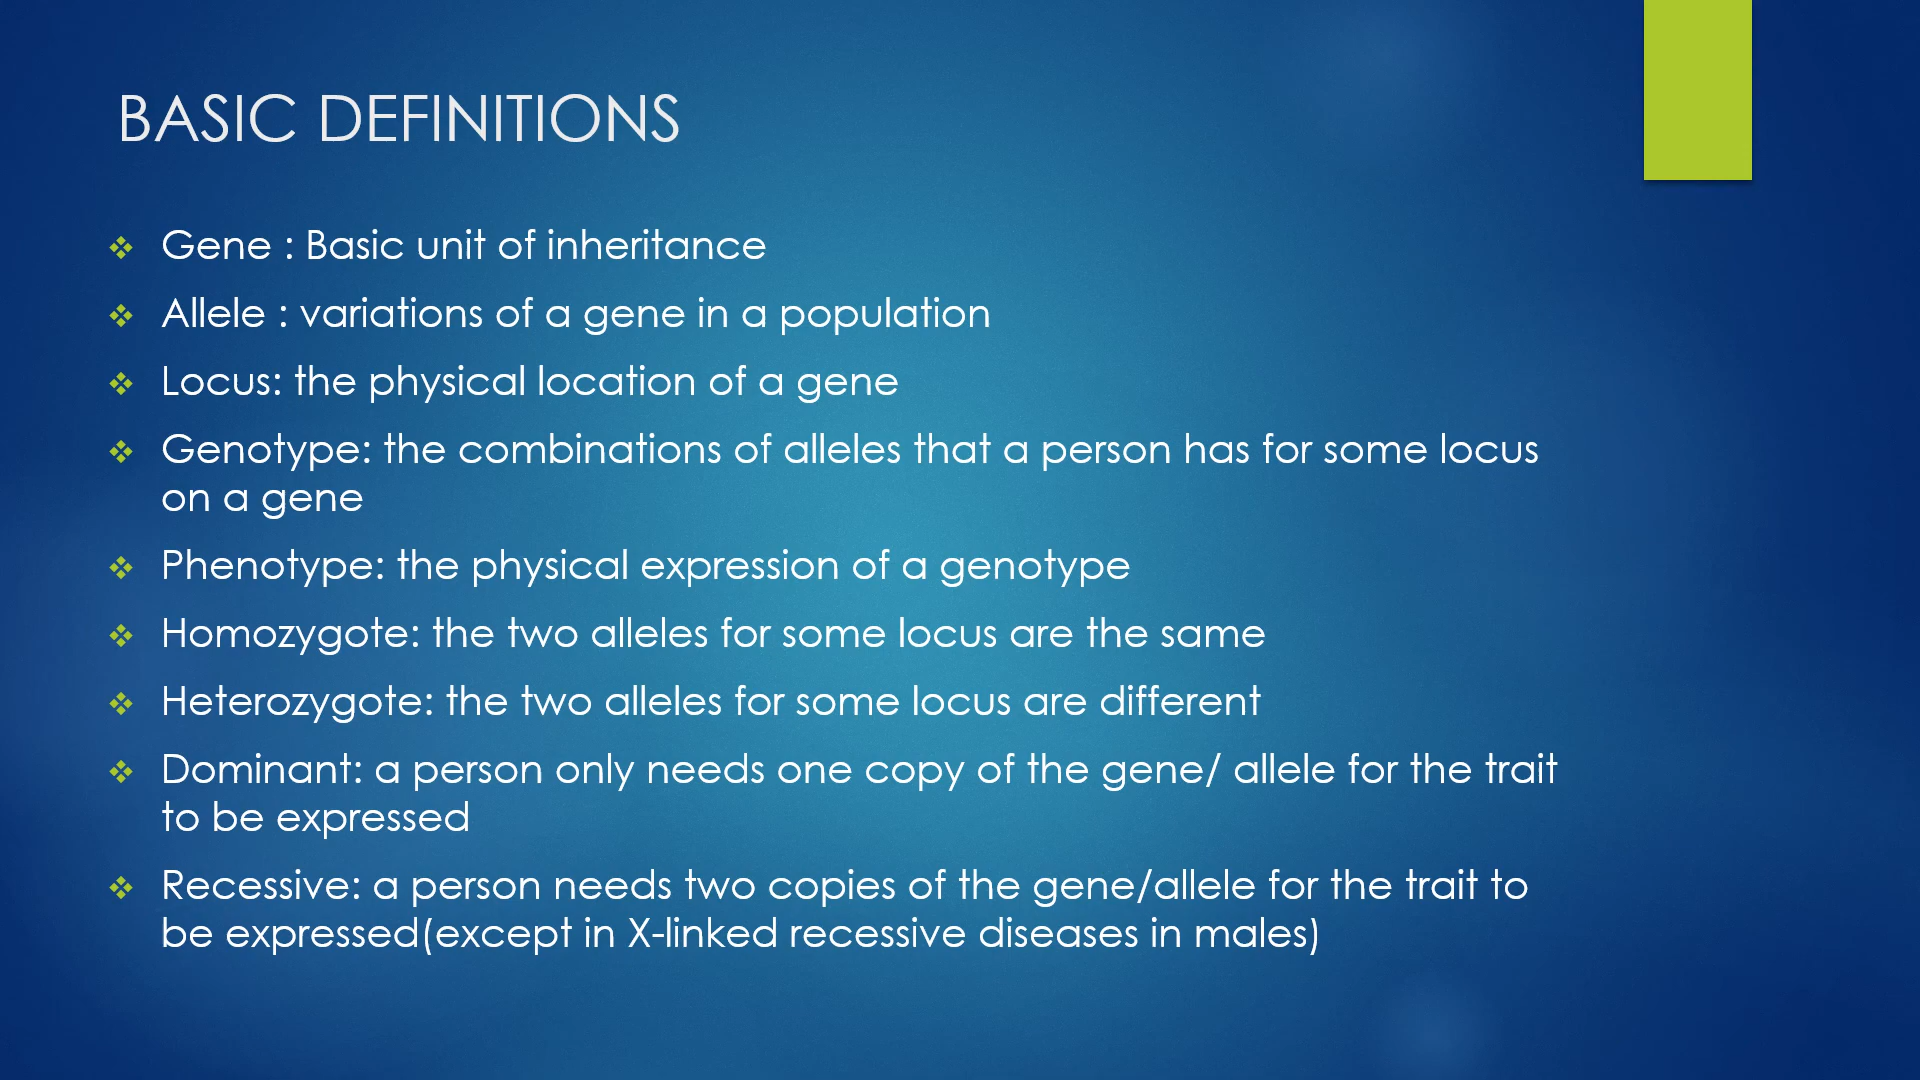 BASIC DEFINITIONS
Gene : Basic unit of inheritance
Allele : variations of a gene in a population
Locus: the physical location of a gene
Genotype: the combinations of alleles that a person has for some locus
on a gene
Phenotype: the physical expression of a genotype
Homozygote: the two alleles for some locus are the same
Heterozygote: the two alleles for some locus are different
Dominant: a person only needs one copy of the gene/ allele for the trait
to be expressed
Recessive: a person needs two copies of the gene/allele for the trait to
be expressed(except in X-linked recessive diseases in males)